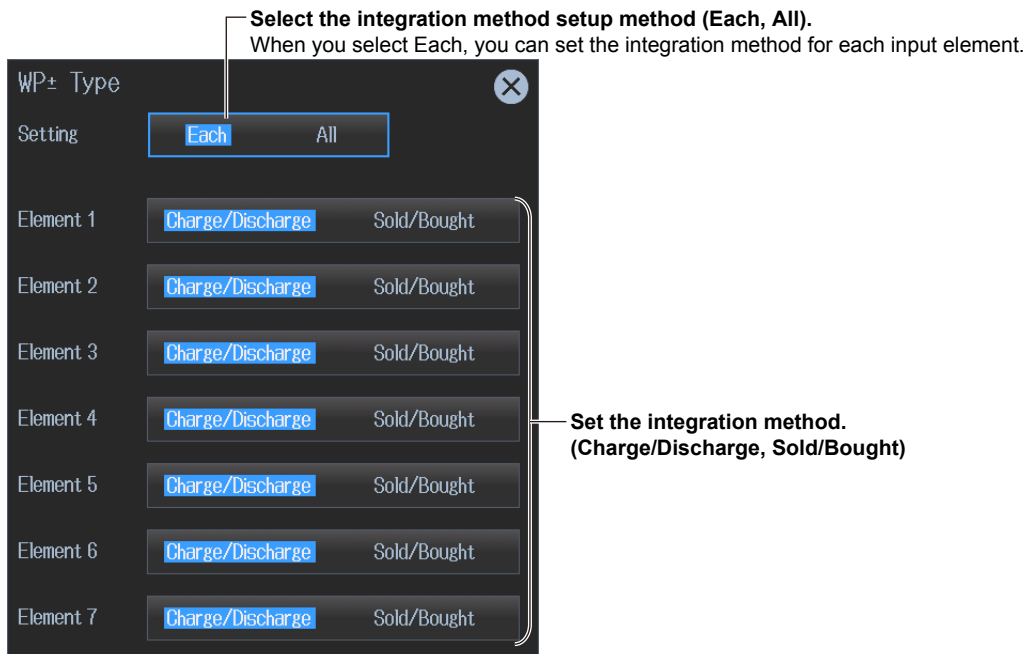 Select the integration method setup method (Each, All).
When you select Each, you can set the integration method for each input element.
WP± Type
Setting Each All
Element 1 Charge/Discharge Sold/Bought
Element 2 Charge/Discharge Sold/Bought
Element 3 Charge/Discharge Sold/Bought
Element 4 Charge/Discharge Sold/Bought
Set the integration method.
(Charge/Discharge, Sold/Bought)
Element 5 Charge/Discharge Sold/Bought
Element 6 Charge/Discharge Sold/Bought
Element 7 Charge/Discharge Sold/Bought